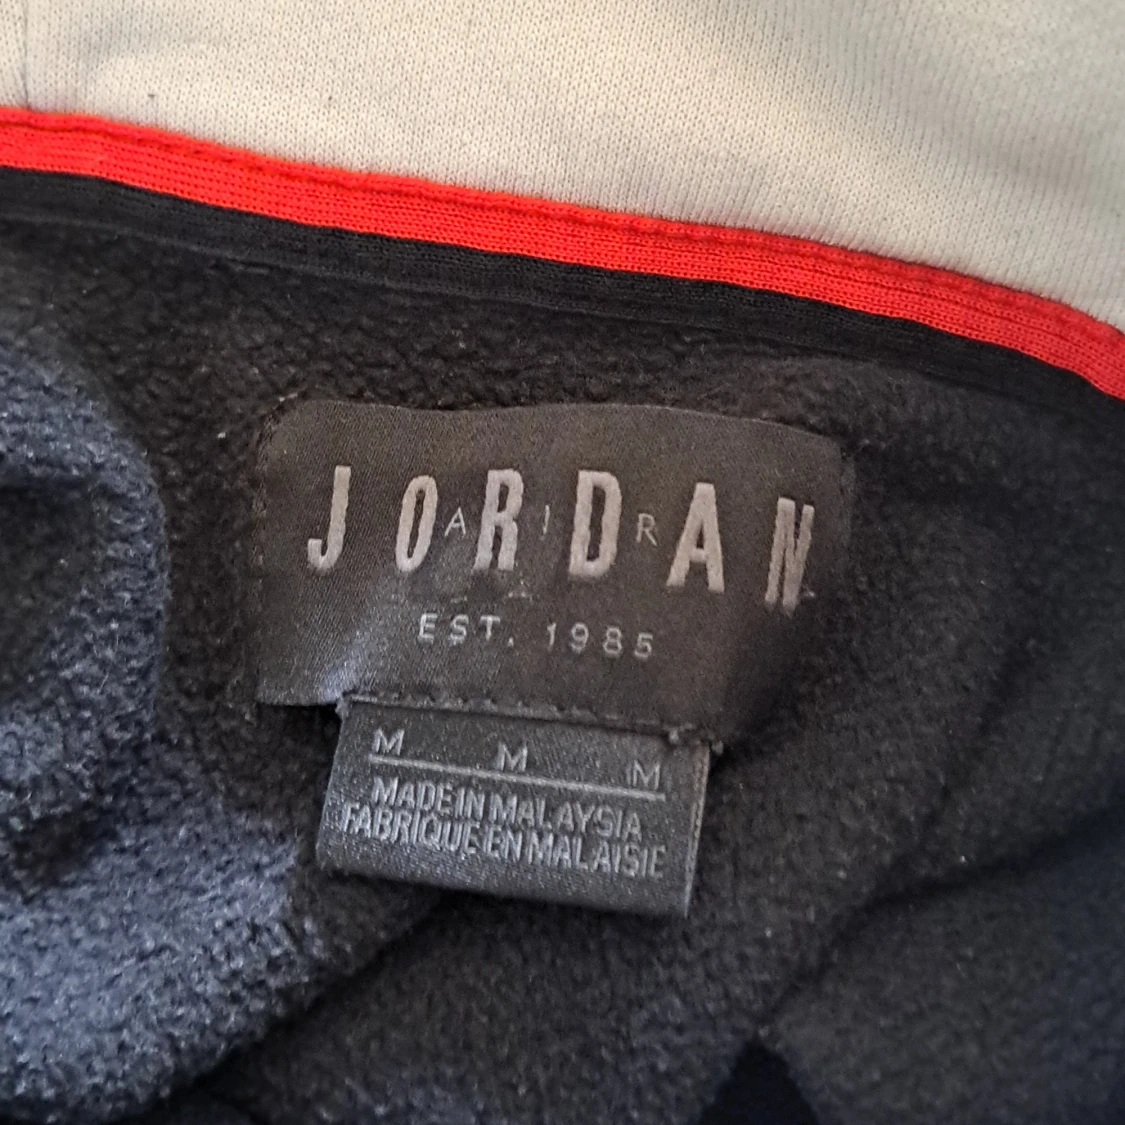 JORDAN
AIR
EST. 1985
M M M
MADE IN MALAYSIA
FABRIQUE EN MALAISIE